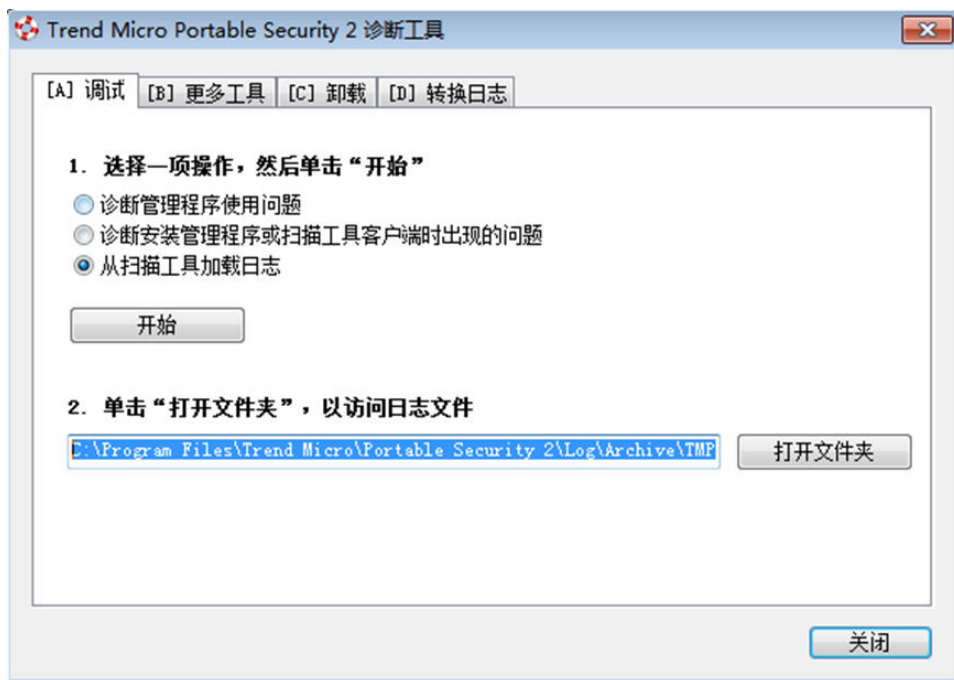 Trend Micro Portable Security 2 诊断工具
[A] 调试 [B] 更多工具 [C] 卸载 [D] 转换日志
1. 选择一项操作，然后单击“开始”
诊断管理程序使用问题
诊断安装管理程序或扫描工具客户端时出现的问题
从扫描工具加载日志
开始
2. 单击“打开文件夹”，以访问日志文件
C:\Program Files\Trend Micro\Portable Security 2\Log\Archive\TMP 打开文件夹
关闭